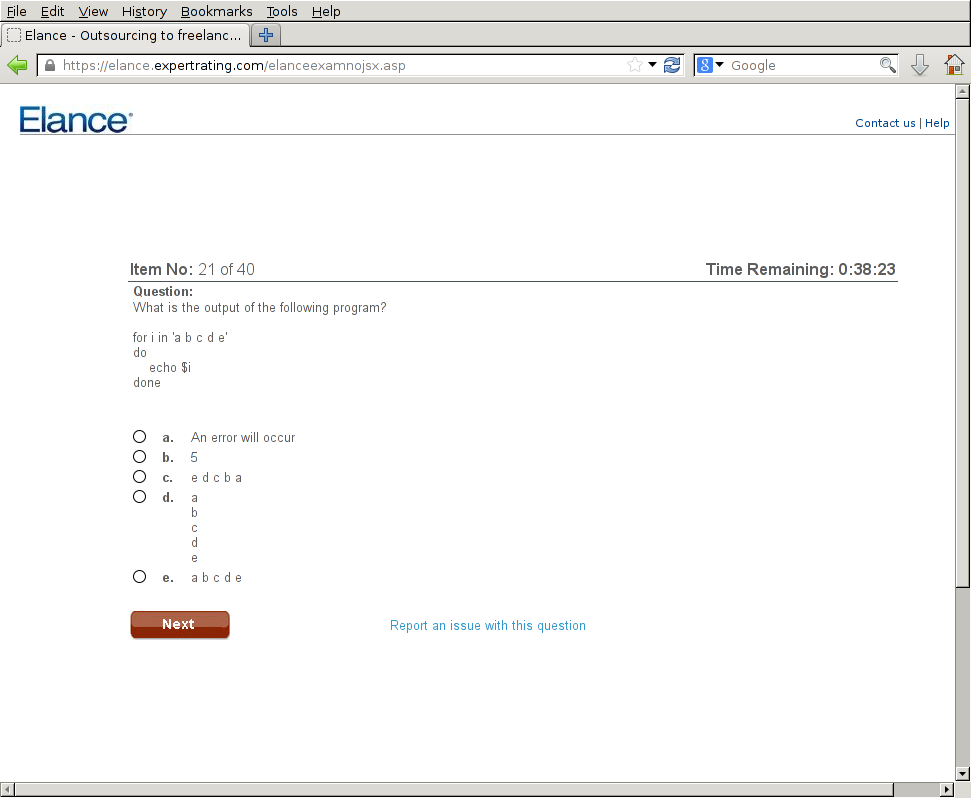 File Edit View History Bookmarks Tools Help
Elance - Outsourcing to freelanc...
https://elance.expertrating.com/elanceexamnojsx.asp
8 Google
Elance
Contact us | Help
Item No: 21 of 40 Time Remaining: 0:38:23
Question:
What is the output of the following program?
for i in 'a b c d e'
do
echo $i
done
a. An error will occur
b. 5
c. e d c b a
d. a
b
c
d
e
e. a b c d e
Next Report an issue with this question